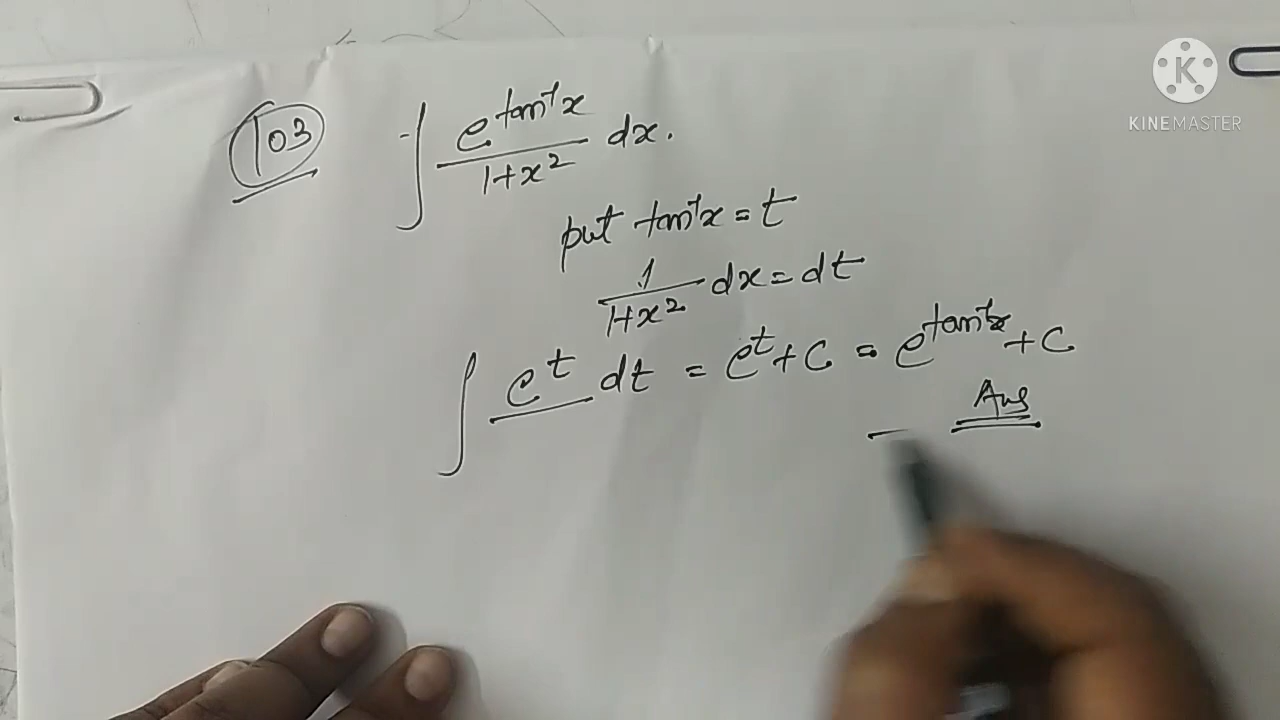 103 ∫ e^(tan⁻¹x) / 1+x² dx.
put tan⁻¹x = t
1 / 1+x² dx = dt
∫ e^t dt = e^t + C = e^(tan⁻¹x) + C
Ans
K
KINEMASTER